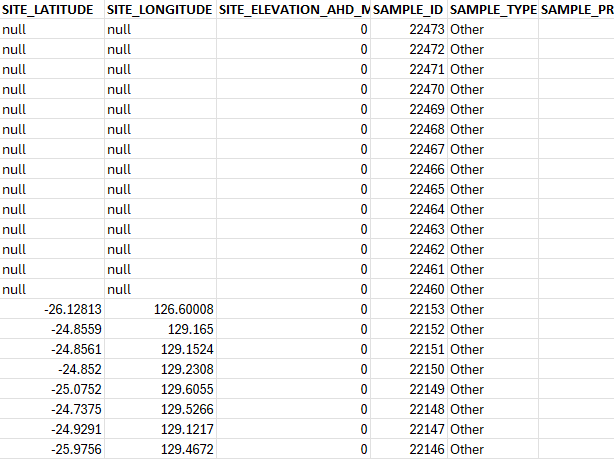 SITE_LATITUDE SITE_LONGITUDE SITE_ELEVATION_AHD_M SAMPLE_ID SAMPLE_TYPE SAMPLE_PR
null null 0 22473 Other
null null 0 22472 Other
null null 0 22471 Other
null null 0 22470 Other
null null 0 22469 Other
null null 0 22468 Other
null null 0 22467 Other
null null 0 22466 Other
null null 0 22465 Other
null null 0 22464 Other
null null 0 22463 Other
null null 0 22462 Other
null null 0 22461 Other
null null 0 22460 Other
-26.12813 126.60008 0 22153 Other
-24.8559 129.165 0 22152 Other
-24.8561 129.1524 0 22151 Other
-24.852 129.2308 0 22150 Other
-25.0752 129.6055 0 22149 Other
-24.7375 129.5266 0 22148 Other
-24.9291 129.1217 0 22147 Other
-25.9756 129.4672 0 22146 Other